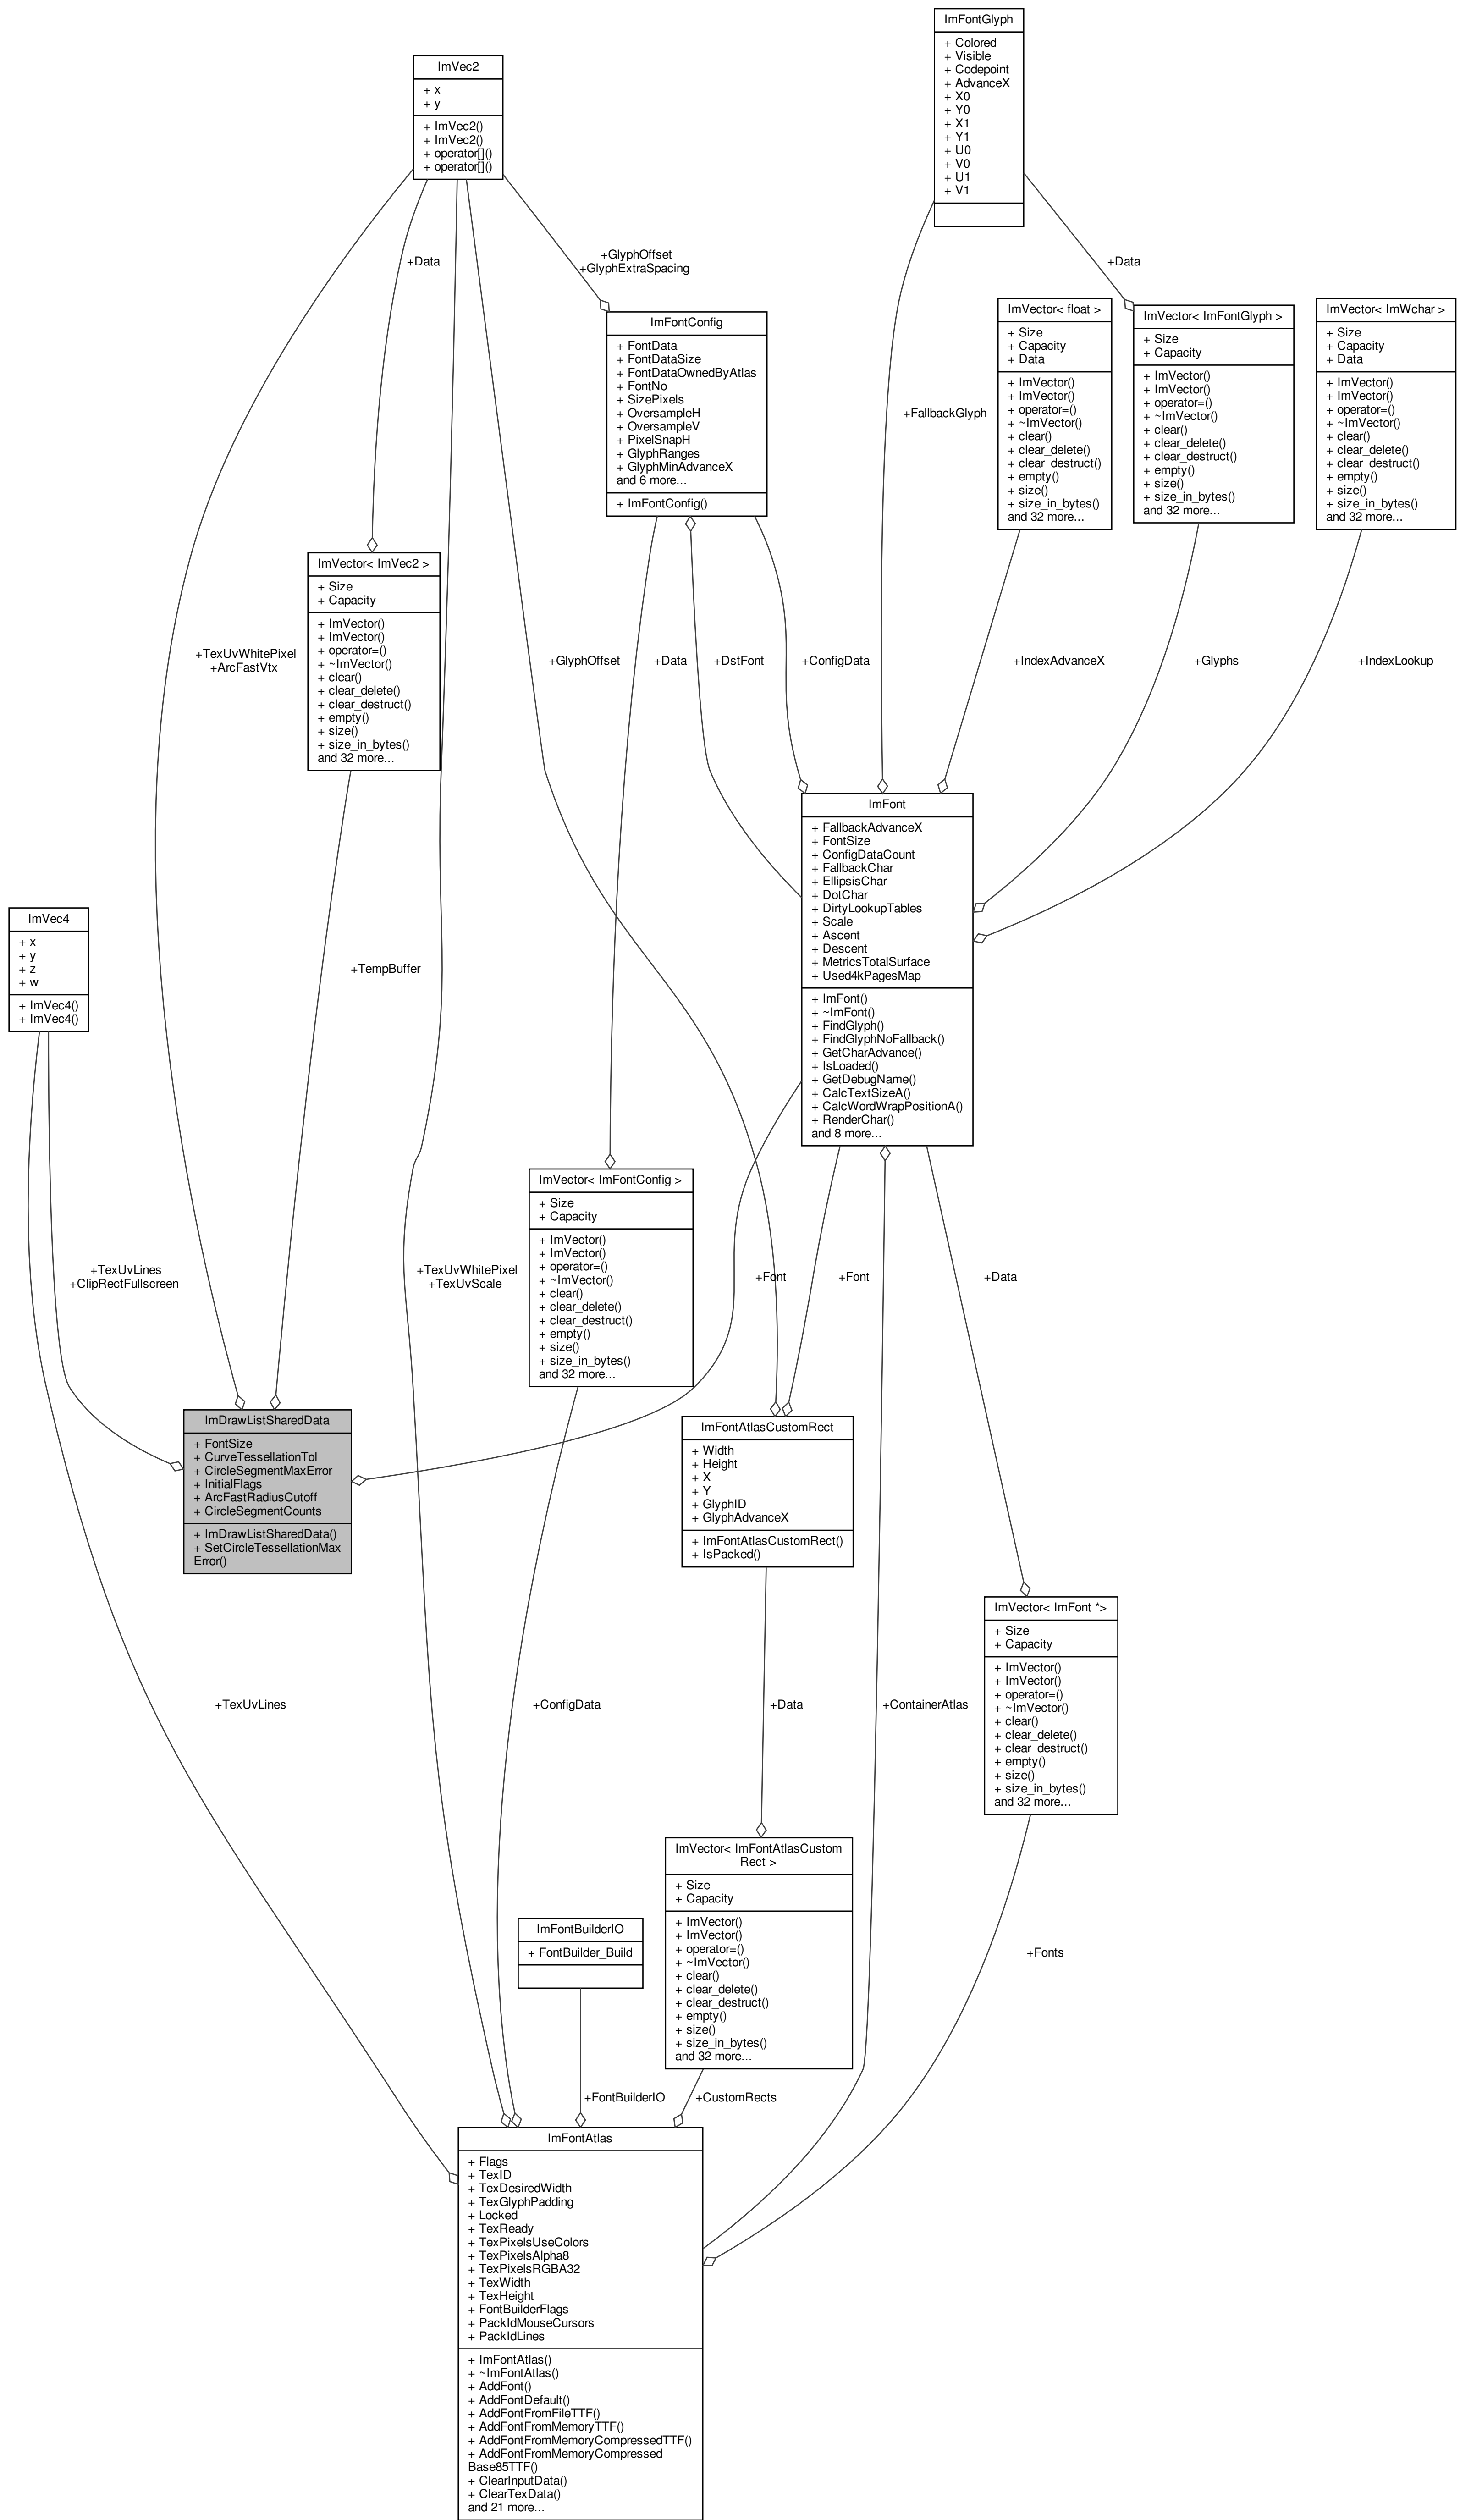 ImFontGlyph
+ Colored
+ Visible
+ Codepoint
+ AdvanceX
+ X0
+ Y0
+ X1
+ Y1
+ U0
+ V0
+ U1
+ V1
ImVec2
+ x
+ y
+ ImVec2()
+ ImVec2()
+ operator[]()
+ operator[]()
+GlyphOffset
+GlyphExtraSpacing
+Data
+Data
ImFontConfig
+ FontData
+ FontDataSize
+ FontDataOwnedByAtlas
+ FontNo
+ SizePixels
+ OversampleH
+ OversampleV
+ PixelSnapH
+ GlyphRanges
+ GlyphMinAdvanceX
and 6 more...
+ ImFontConfig()
+FallbackGlyph
ImVector< float >
+ Size
+ Capacity
+ Data
+ ImVector()
+ ImVector()
+ operator=()
+ ~ImVector()
+ clear()
+ clear_delete()
+ clear_destruct()
+ empty()
+ size()
+ size_in_bytes()
and 32 more...
ImVector< ImFontGlyph >
+ Size
+ Capacity
+ ImVector()
+ ImVector()
+ operator=()
+ ~ImVector()
+ clear()
+ clear_delete()
+ clear_destruct()
+ empty()
+ size()
+ size_in_bytes()
and 32 more...
ImVector< ImWchar >
+ Size
+ Capacity
+ Data
+ ImVector()
+ ImVector()
+ operator=()
+ ~ImVector()
+ clear()
+ clear_delete()
+ clear_destruct()
+ empty()
+ size()
+ size_in_bytes()
and 32 more...
ImVector< ImVec2 >
+ Size
+ Capacity
+ ImVector()
+ ImVector()
+ operator=()
+ ~ImVector()
+ clear()
+ clear_delete()
+ clear_destruct()
+ empty()
+ size()
+ size_in_bytes()
and 32 more...
+TexUvWhitePixel
+ArcFastVtx
+GlyphOffset
+Data
+DstFont
+ConfigData
+IndexAdvanceX
+Glyphs
+IndexLookup
ImFont
+ FallbackAdvanceX
+ FontSize
+ ConfigDataCount
+ FallbackChar
+ EllipsisChar
+ DotChar
+ DirtyLookupTables
+ Scale
+ Ascent
+ Descent
+ MetricsTotalSurface
+ Used4kPagesMap
+ ImFont()
+ ~ImFont()
+ FindGlyph()
+ FindGlyphNoFallback()
+ GetCharAdvance()
+ IsLoaded()
+ GetDebugName()
+ CalcTextSizeA()
+ CalcWordWrapPositionA()
+ RenderChar()
and 8 more...
ImVec4
+ x
+ y
+ z
+ w
+ ImVec4()
+ ImVec4()
+TempBuffer
ImVector< ImFontConfig >
+ Size
+ Capacity
+ ImVector()
+ ImVector()
+ operator=()
+ ~ImVector()
+ clear()
+ clear_delete()
+ clear_destruct()
+ empty()
+ size()
+ size_in_bytes()
and 32 more...
+TexUvLines
+ClipRectFullscreen
+TexUvWhitePixel
+TexUvScale
+Font
+Font
+Data
ImDrawListSharedData
+ FontSize
+ CurveTessellationTol
+ CircleSegmentMaxError
+ InitialFlags
+ ArcFastRadiusCutoff
+ CircleSegmentCounts
+ ImDrawListSharedData()
+ SetCircleTessellationMax
Error()
ImFontAtlasCustomRect
+ Width
+ Height
+ X
+ Y
+ GlyphID
+ GlyphAdvanceX
+ ImFontAtlasCustomRect()
+ IsPacked()
ImVector< ImFont *>
+ Size
+ Capacity
+ ImVector()
+ ImVector()
+ operator=()
+ ~ImVector()
+ clear()
+ clear_delete()
+ clear_destruct()
+ empty()
+ size()
+ size_in_bytes()
and 32 more...
+TexUvLines
+ConfigData
+Data
+ContainerAtlas
ImVector< ImFontAtlasCustom
Rect >
+ Size
+ Capacity
+ ImVector()
+ ImVector()
+ operator=()
+ ~ImVector()
+ clear()
+ clear_delete()
+ clear_destruct()
+ empty()
+ size()
+ size_in_bytes()
and 32 more...
ImFontBuilderIO
+ FontBuilder_Build
+Fonts
+FontBuilderIO
+CustomRects
ImFontAtlas
+ Flags
+ TexID
+ TexDesiredWidth
+ TexGlyphPadding
+ Locked
+ TexReady
+ TexPixelsUseColors
+ TexPixelsAlpha8
+ TexPixelsRGBA32
+ TexWidth
+ TexHeight
+ FontBuilderFlags
+ PackIdMouseCursors
+ PackIdLines
+ ImFontAtlas()
+ ~ImFontAtlas()
+ AddFont()
+ AddFontDefault()
+ AddFontFromFileTTF()
+ AddFontFromMemoryTTF()
+ AddFontFromMemoryCompressedTTF()
+ AddFontFromMemoryCompressed
Base85TTF()
+ ClearInputData()
+ ClearTexData()
and 21 more...